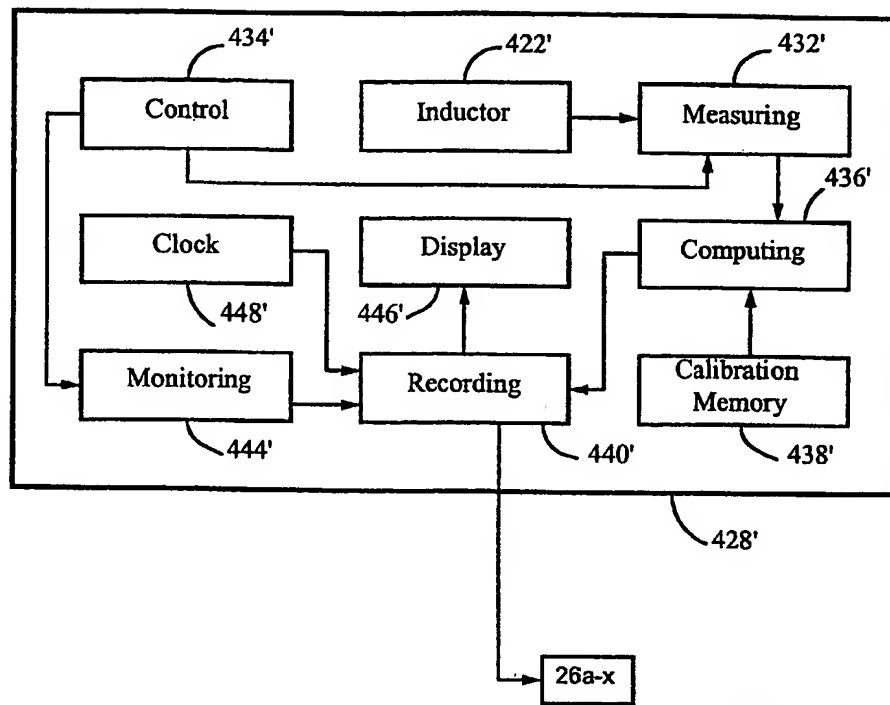 434'
422'
432'
Control
Inductor
Measuring
436'
Clock
Display
Computing
448'
446'
Monitoring
Recording
Calibration
Memory
444'
440'
438'
428'
26a-x